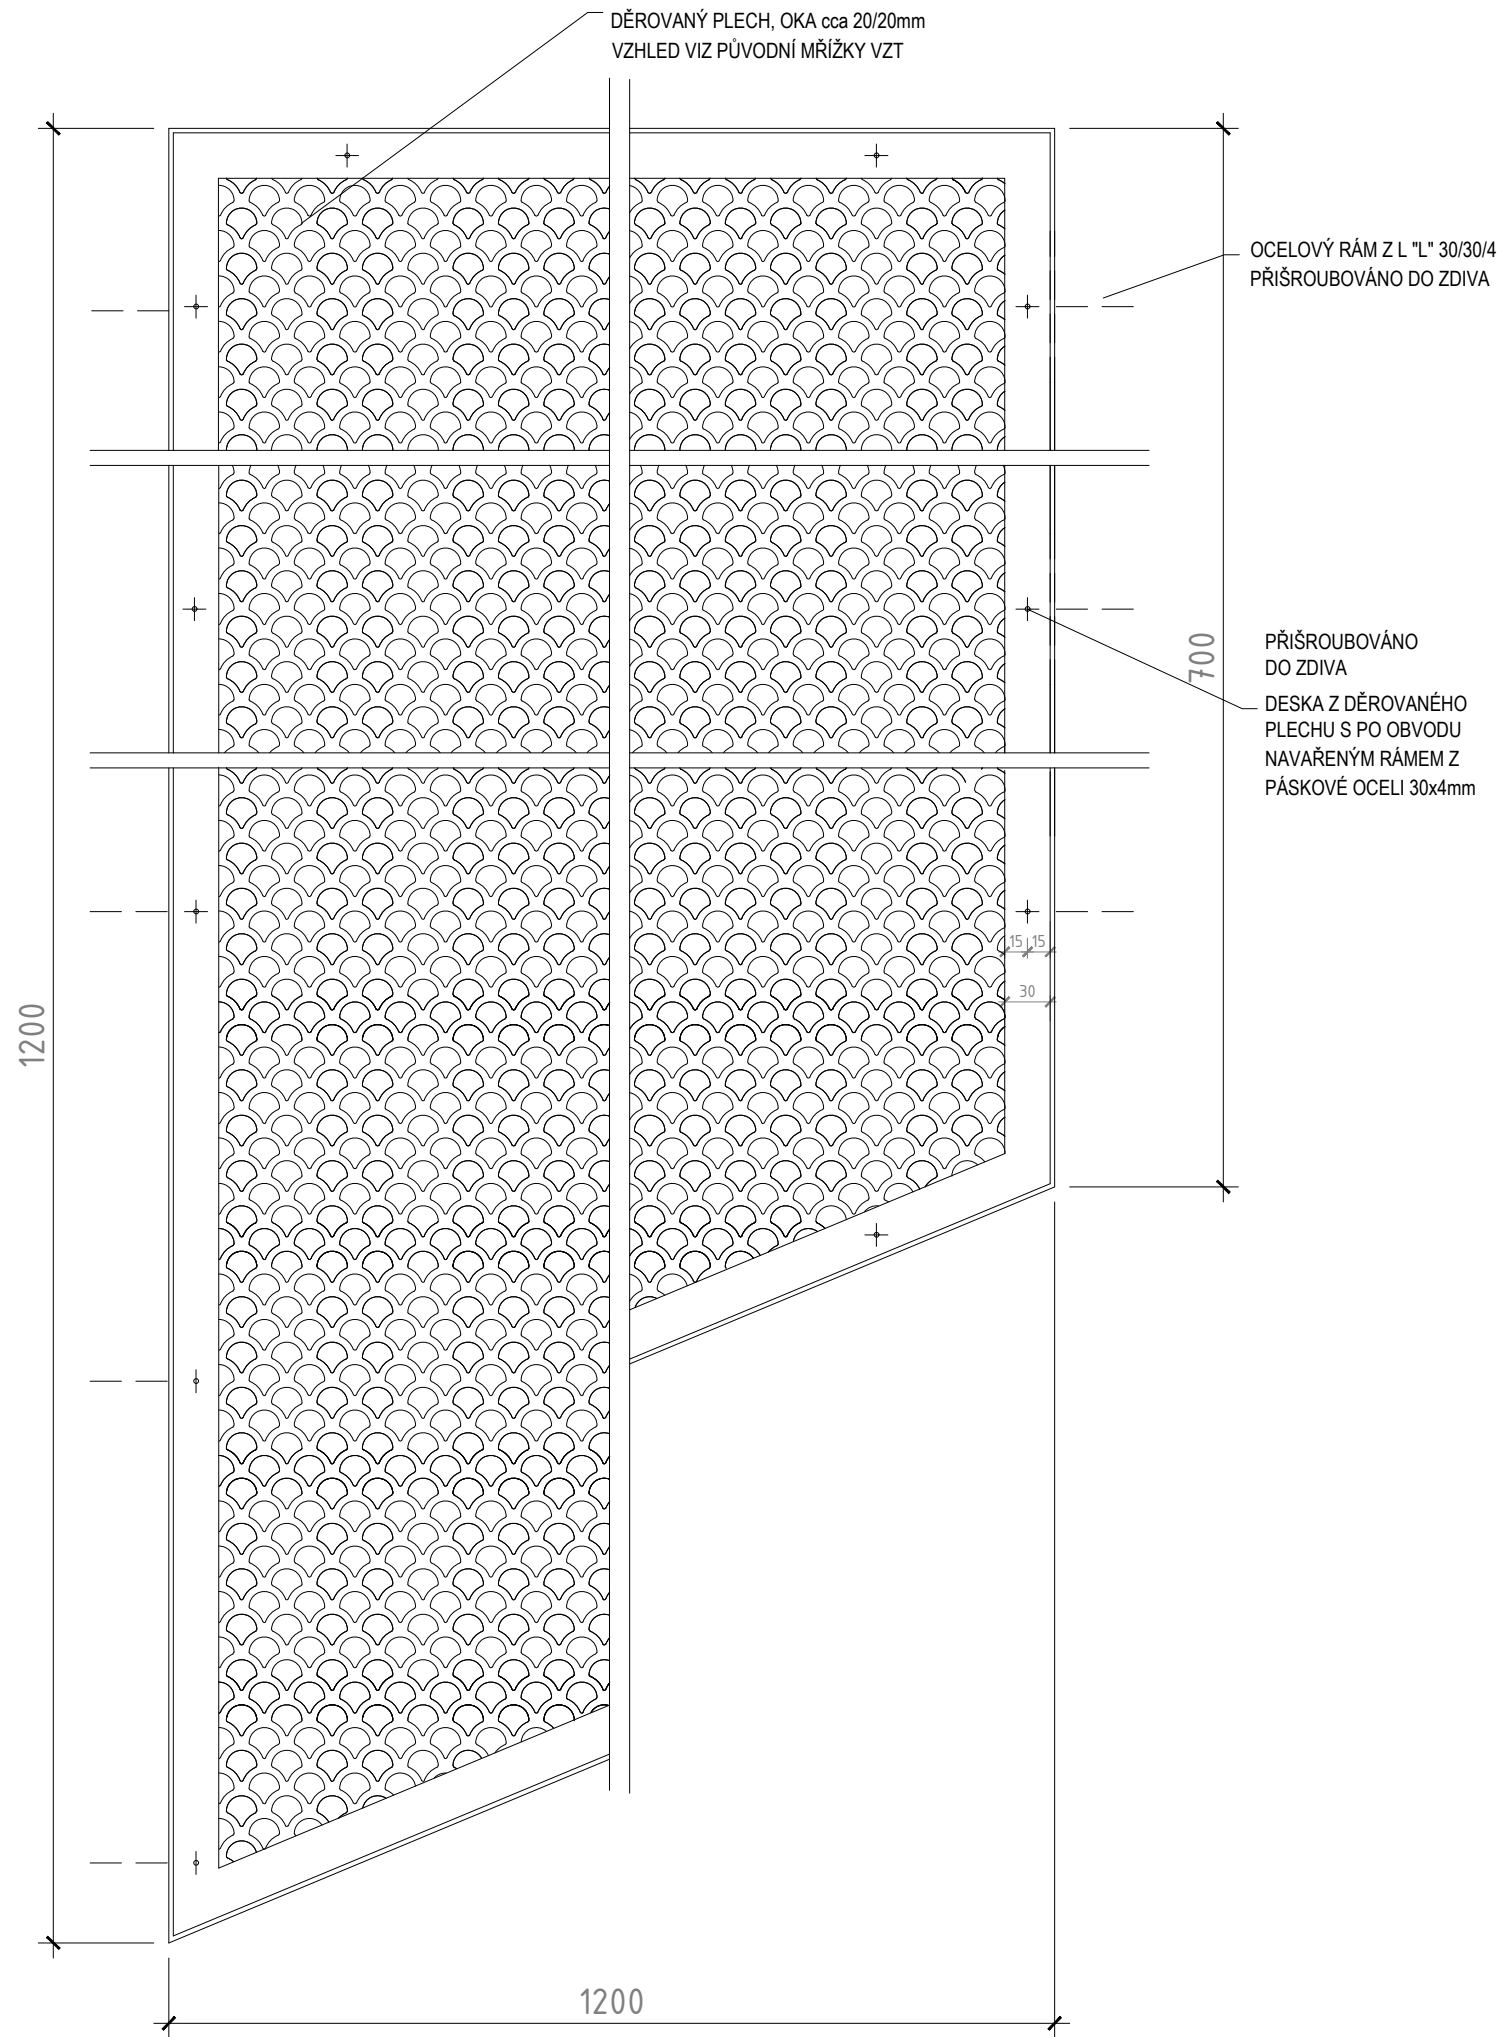 DĚROVANÝ PLECH, OKA cca 20/20mm
VZHLED VIZ PŮVODNÍ MŘÍŽKY VZT
OCELOVÝ RÁM Z L "L" 30/30/4
PŘIŠROUBOVÁNO DO ZDIVA
700
PŘIŠROUBOVÁNO
DO ZDIVA
DESKA Z DĚROVANÉHO
PLECHU S PO OBVODU
NAVAŘENÝM RÁMEM Z
PÁSKOVÉ OCELI 30x4mm
15 15
30
1200
1200